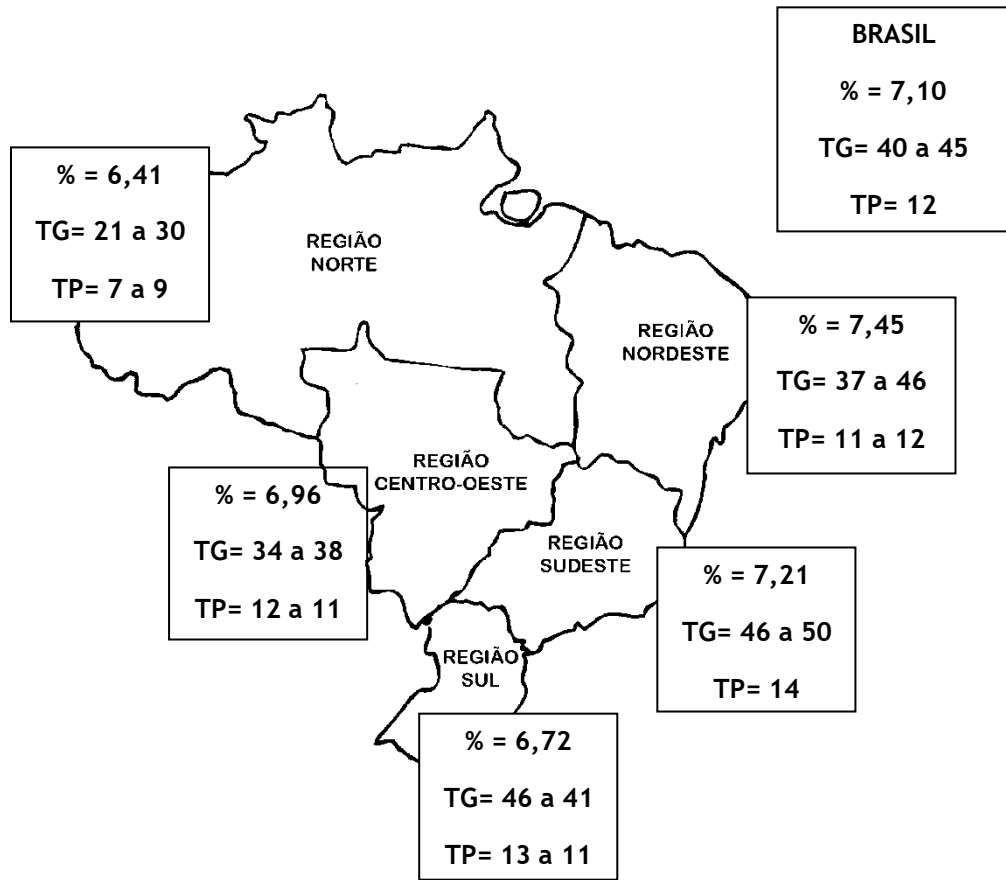 BRASIL
% = 7,10
TG= 40 a 45
TP= 12
% = 6,41
TG= 21 a 30
TP= 7 a 9
REGIÃO
NORTE
REGIÃO
NORDESTE
% = 7,45
TG= 37 a 46
TP= 11 a 12
REGIÃO
CENTRO-OESTE
% = 6,96
TG= 34 a 38
TP= 12 a 11
REGIÃO
SUDESTE
% = 7,21
TG= 46 a 50
TP= 14
REGIÃO
SUL
% = 6,72
TG= 46 a 41
TP= 13 a 11